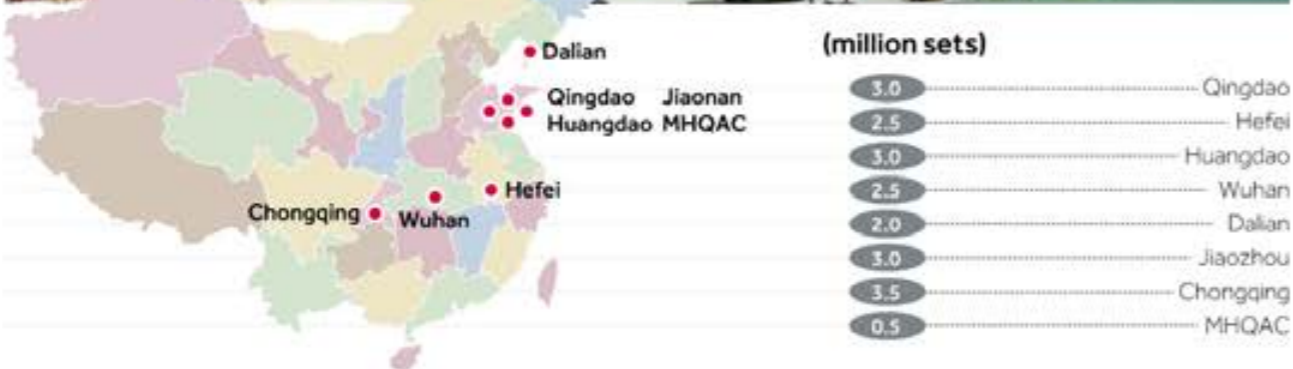 Dalian
Qingdao Jiaonan
Huangdao MHQAC
Hefei
Chongqing
Wuhan
(million sets)
3.0 Qingdao
2.5 Hefei
3.0 Huangdao
2.5 Wuhan
2.0 Dalian
3.0 Jiaozhou
3.5 Chongqing
0.5 MHQAC